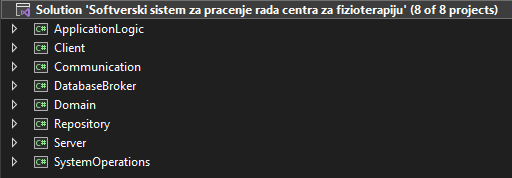 Solution 'Softverski sistem za pracenje rada centra za fizioterapiju' (8 of 8 projects)
C# ApplicationLogic
C# Client
C# Communication
C# DatabaseBroker
C# Domain
C# Repository
C# Server
C# SystemOperations